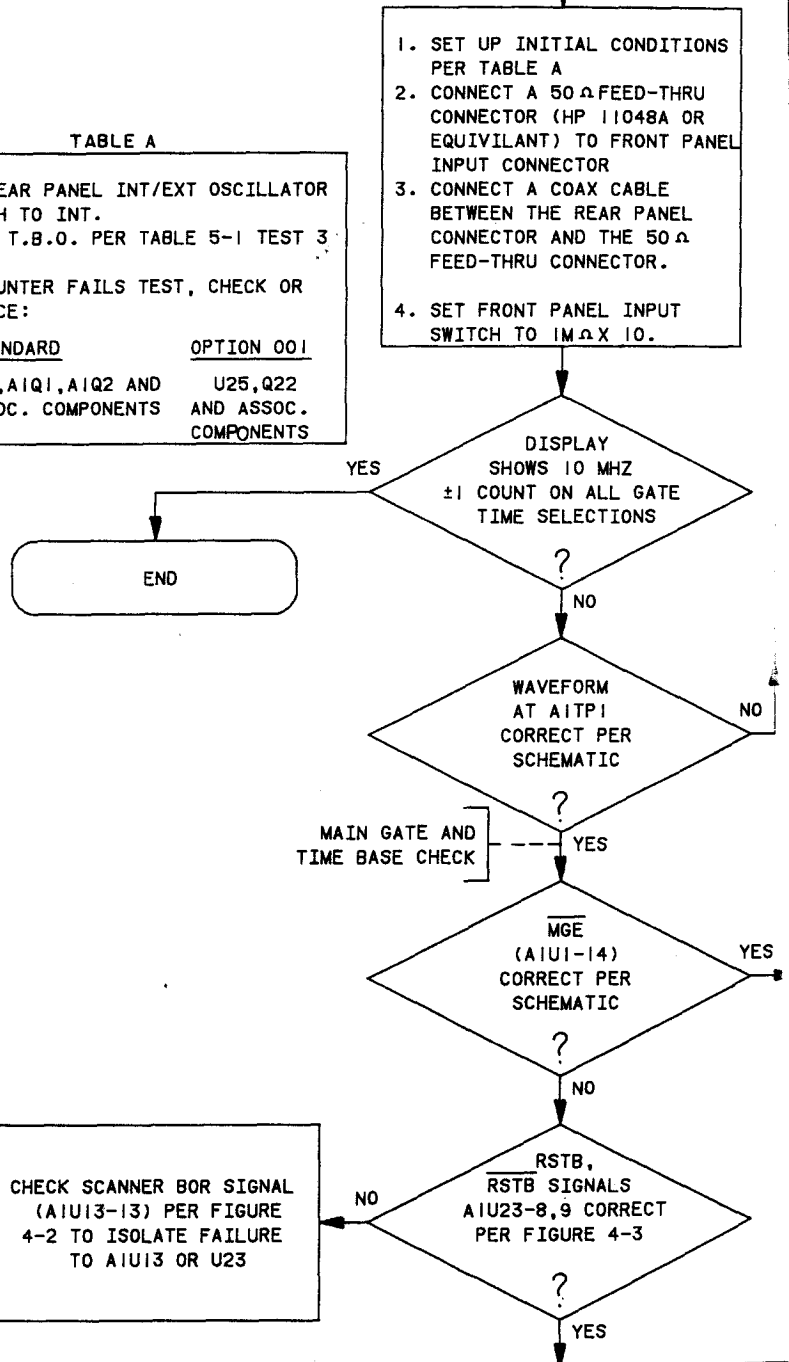 1. SET UP INITIAL CONDITIONS
PER TABLE A
2. CONNECT A 50 Ω FEED-THRU
CONNECTOR (HP 11048A OR
EQUIVILANT) TO FRONT PANEL
INPUT CONNECTOR
3. CONNECT A COAX CABLE
BETWEEN THE REAR PANEL
CONNECTOR AND THE 50 Ω
FEED-THRU CONNECTOR.
4. SET FRONT PANEL INPUT
SWITCH TO 1MΩ X 10.
TABLE A
EAR PANEL INT/EXT OSCILLATOR
H TO INT.
T.B.O. PER TABLE 5-1 TEST 3
UNTER FAILS TEST, CHECK OR
CE:
NDARD OPTION 001
,A1Q1,A1Q2 AND U25,Q22
OC. COMPONENTS AND ASSOC.
COMPONENTS
DISPLAY
SHOWS 10 MHZ
±1 COUNT ON ALL GATE
TIME SELECTIONS
?
YES
END
NO
WAVEFORM
AT A1TP1
CORRECT PER
SCHEMATIC
?
NO
YES
MAIN GATE AND
TIME BASE CHECK
MGE
(A1U1-14)
CORRECT PER
SCHEMATIC
?
YES
NO
RSTB,
RSTB SIGNALS
A1U23-8,9 CORRECT
PER FIGURE 4-3
?
NO
CHECK SCANNER BOR SIGNAL
(A1U13-13) PER FIGURE
4-2 TO ISOLATE FAILURE
TO A1U13 OR U23
YES